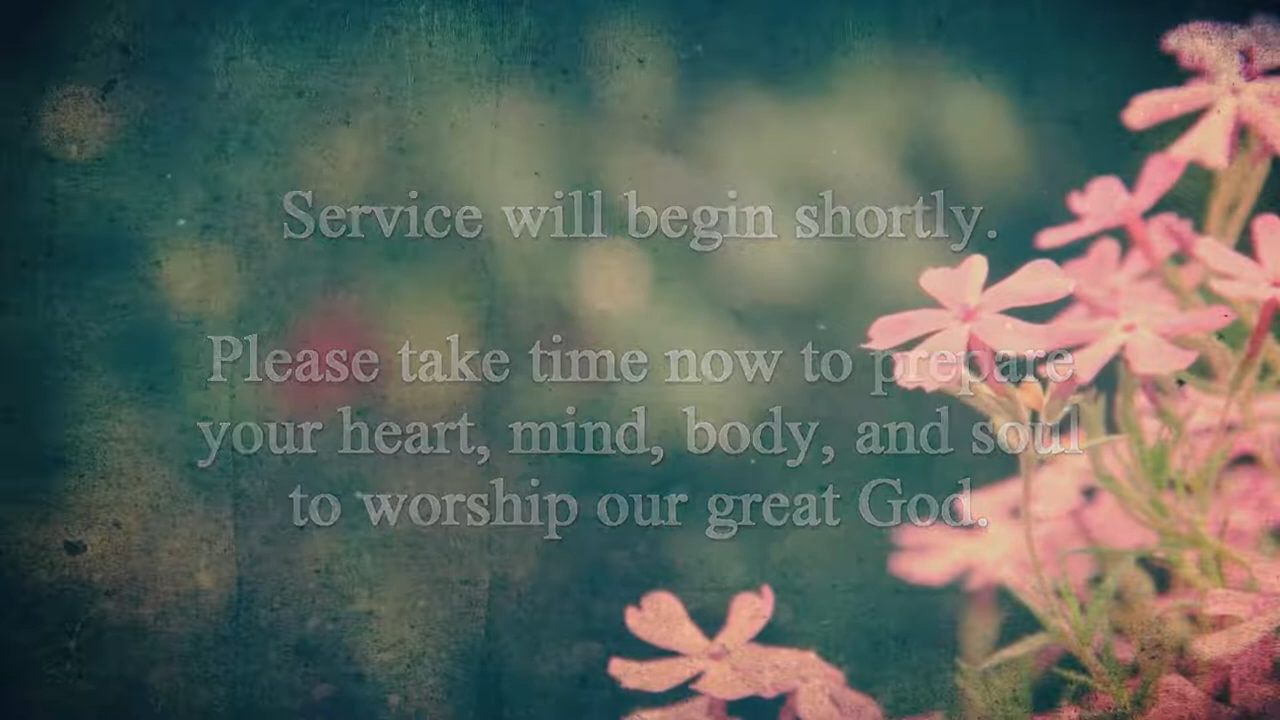 Service will begin shortly.
Please take time now to prepare
your heart, mind, body, and soul
to worship our great God.